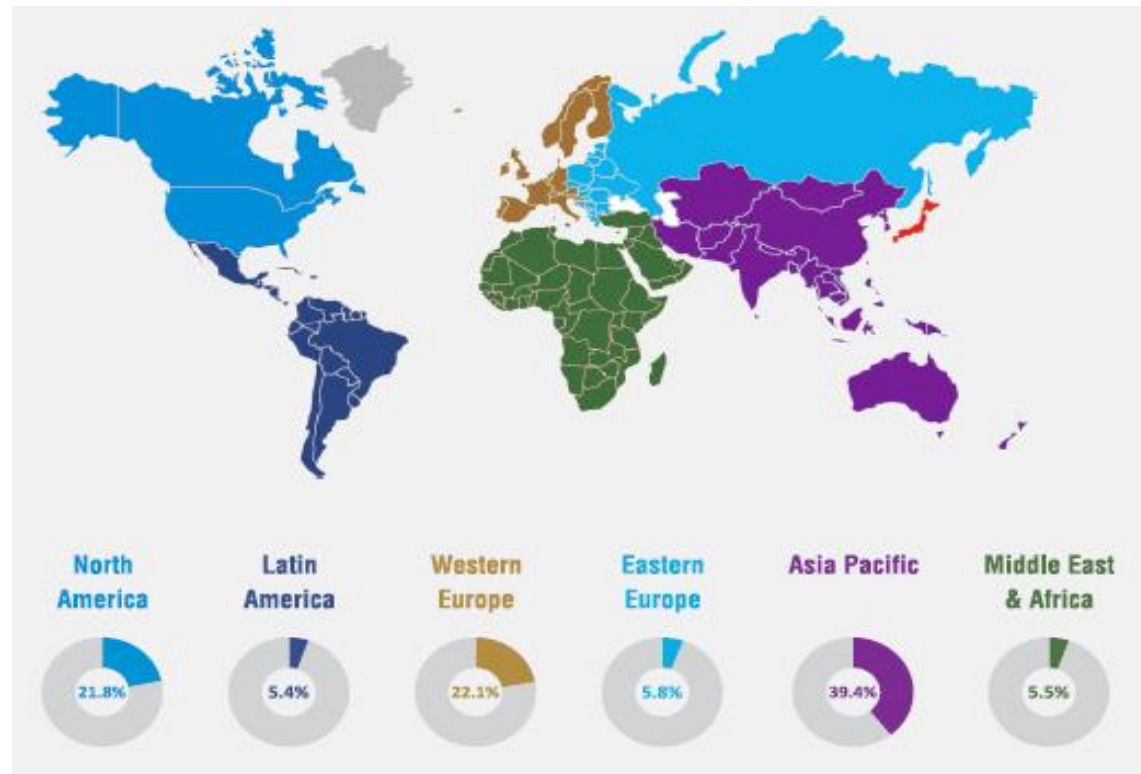 North
America
Latin
America
Western
Europe
Eastern
Europe
Asia Pacific
Middle East
& Africa
21.8%
5.4%
22.1%
5.8%
39.4%
5.5%